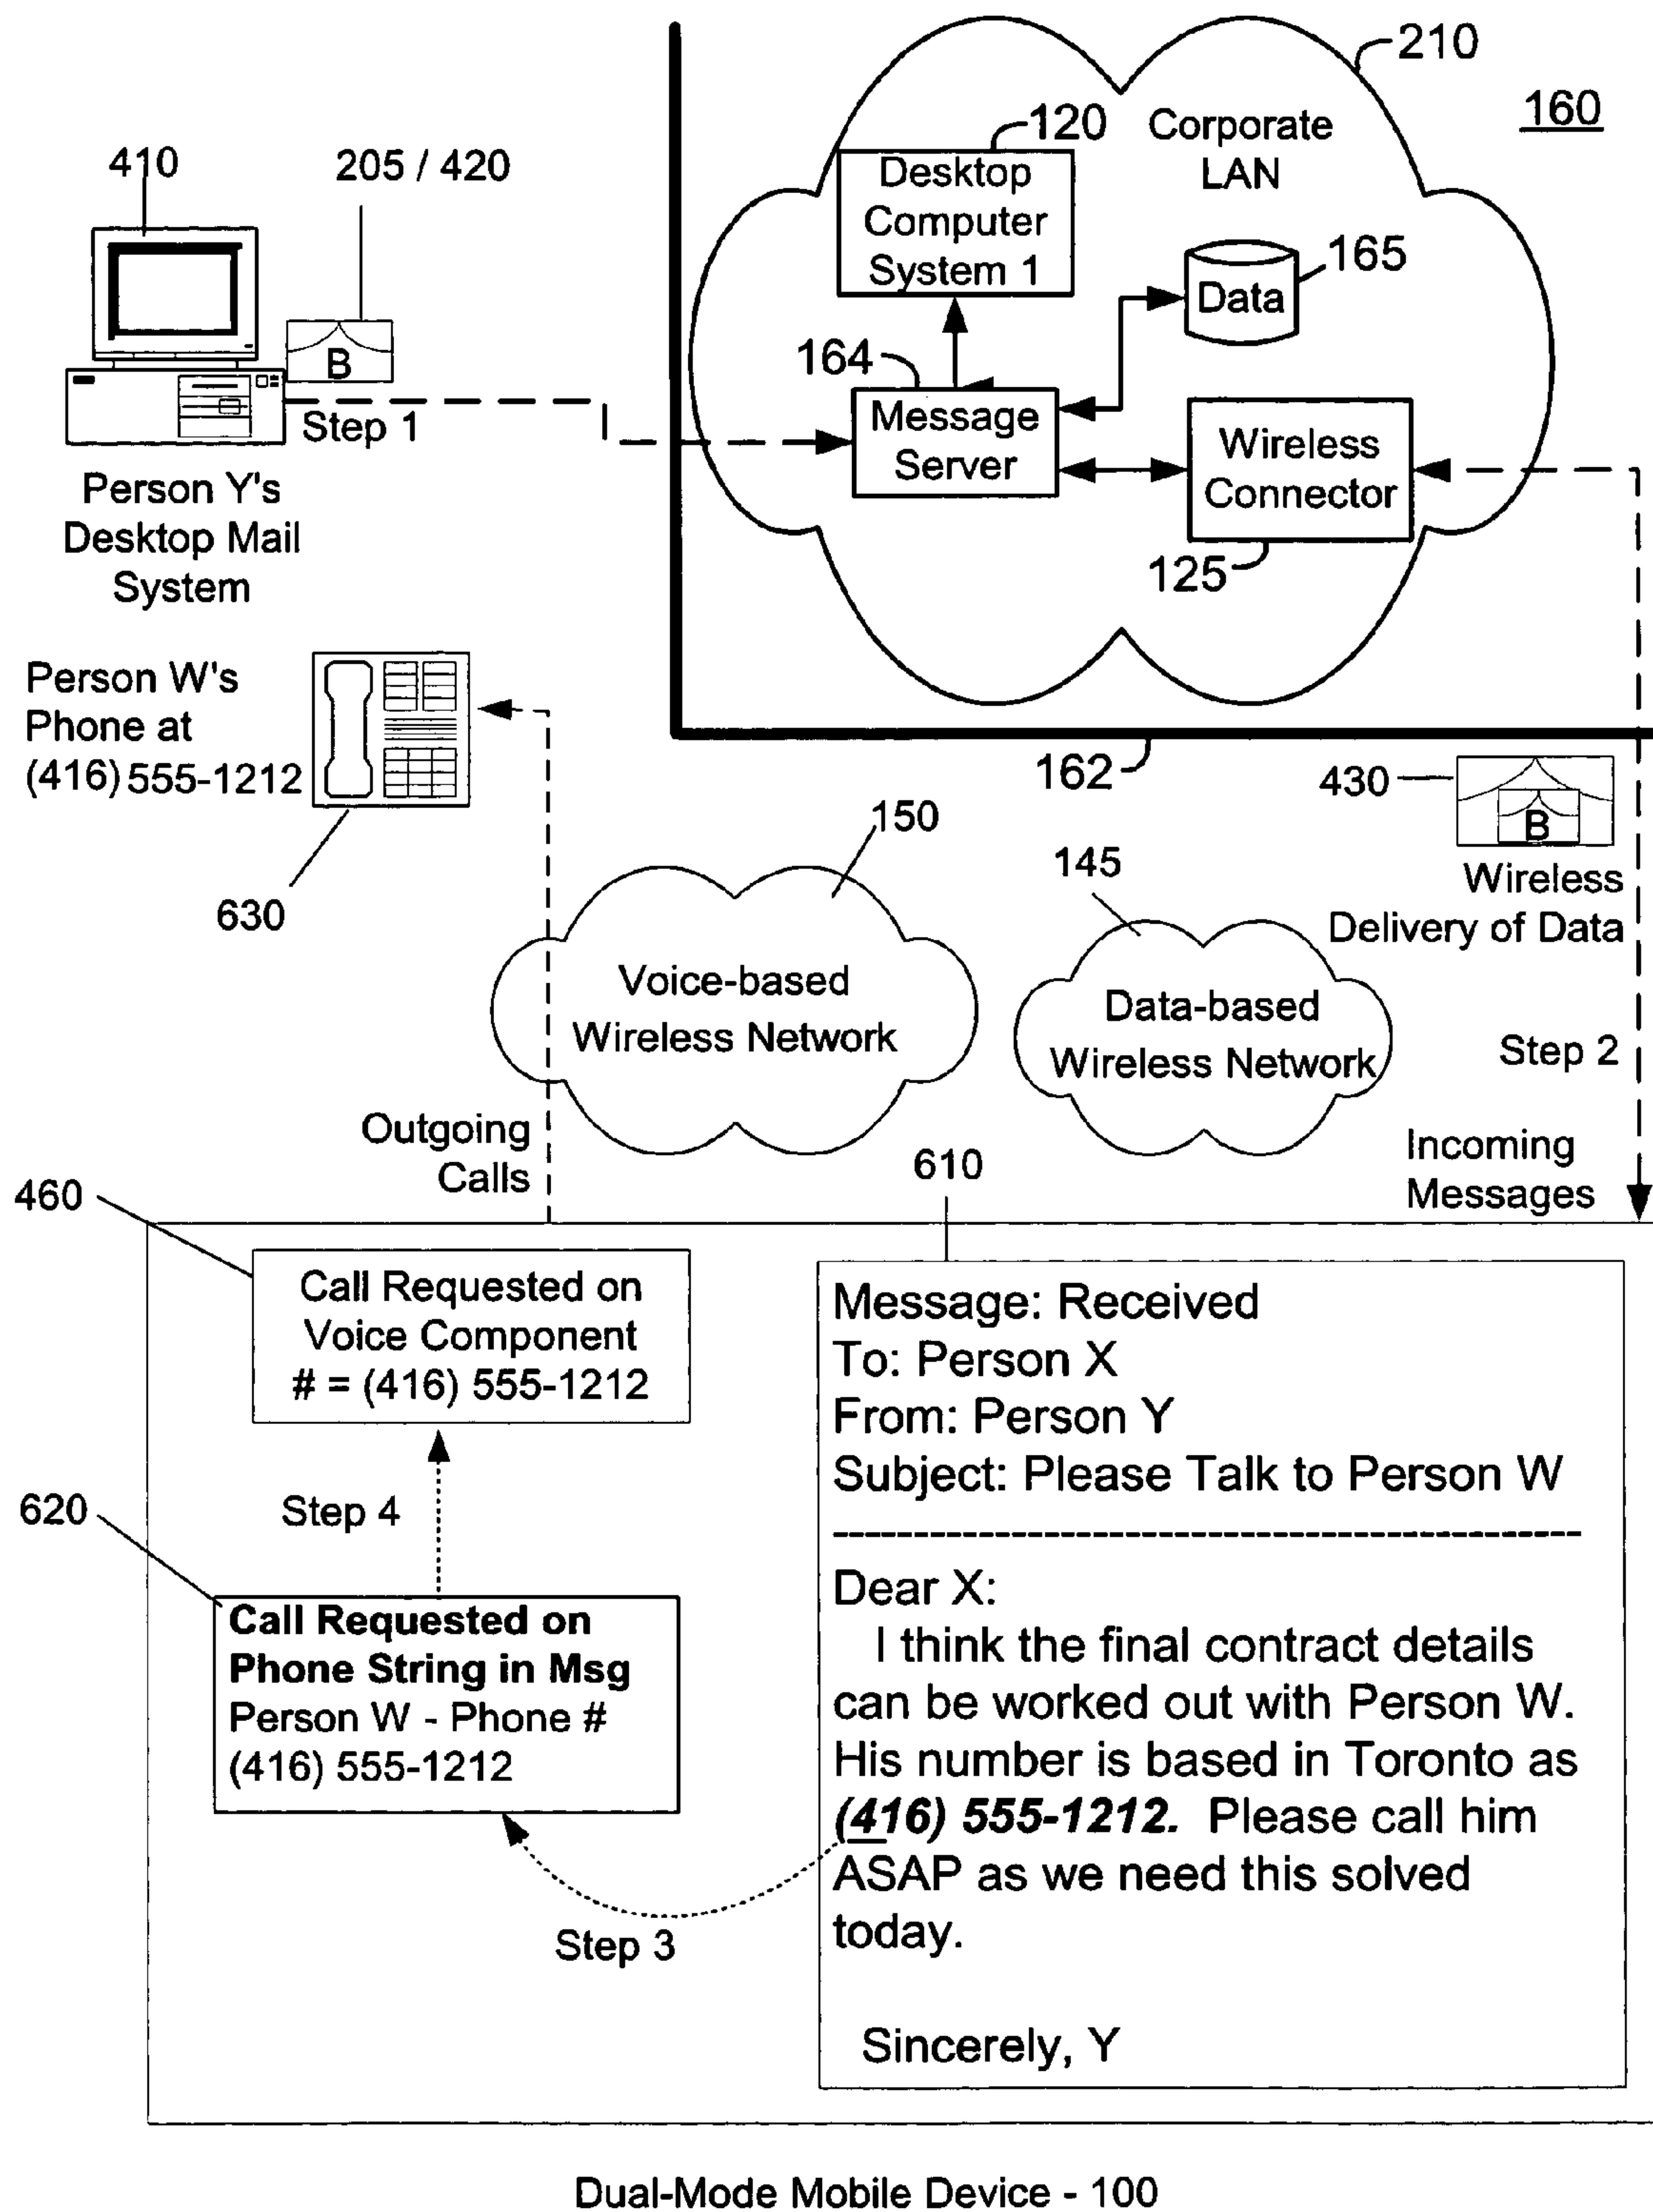 210
160
120
Corporate
LAN
410
205 / 420
Desktop
Computer
System 1
165
Data
B
164
Step 1
Message
Server
Wireless
Connector
125
Person Y's
Desktop Mail
System
Person W's
Phone at
(416) 555-1212
630
162
430
B
Wireless
Delivery of Data
150
145
Voice-based
Wireless Network
Data-based
Wireless Network
Step 2
Outgoing
Calls
Incoming
Messages
610
460
Call Requested on
Voice Component
# = (416) 555-1212
Step 4
620
Call Requested on
Phone String in Msg
Person W - Phone #
(416) 555-1212
Step 3
Message: Received
To: Person X
From: Person Y
Subject: Please Talk to Person W
--------------------------------------------
Dear X:
I think the final contract details
can be worked out with Person W.
His number is based in Toronto as
(416) 555-1212. Please call him
ASAP as we need this solved
today.
Sincerely, Y
Dual-Mode Mobile Device - 100